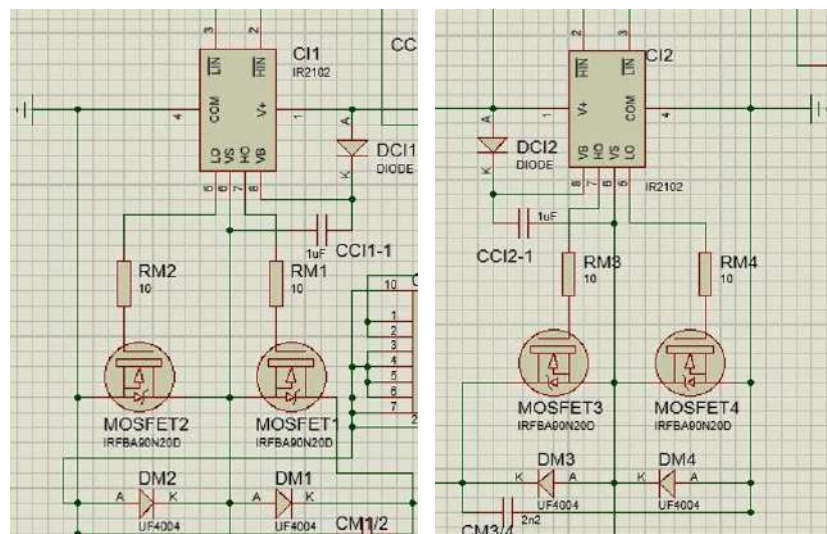 3
2
CI1
CC
LIN
HIN
IR2102
4
COM
V+
1
A
DCI1
DIODE
LO
VS
HO
VB
K
5
6
7
8
1uF
CCI1-1
RM2
10
RM1
10
10
1
2
3
4
5
6
7
MOSFET2
IRFBA90N20D
MOSFET1
IRFBA90N20D
DM2
A
K
UF4004
DM1
A
K
UF4004
CM1/2
2
3
CI2
HIN
LIN
1
V+
COM
4
A
DCI2
DIODE
K
VB
HO
VS
LO
8
7
6
5
IR2102
1uF
CCI2-1
RM3
10
RM4
10
MOSFET3
IRFBA90N20D
MOSFET4
IRFBA90N20D
DM3
K
A
UF4004
DM4
K
A
UF4004
2n2
CM3/4